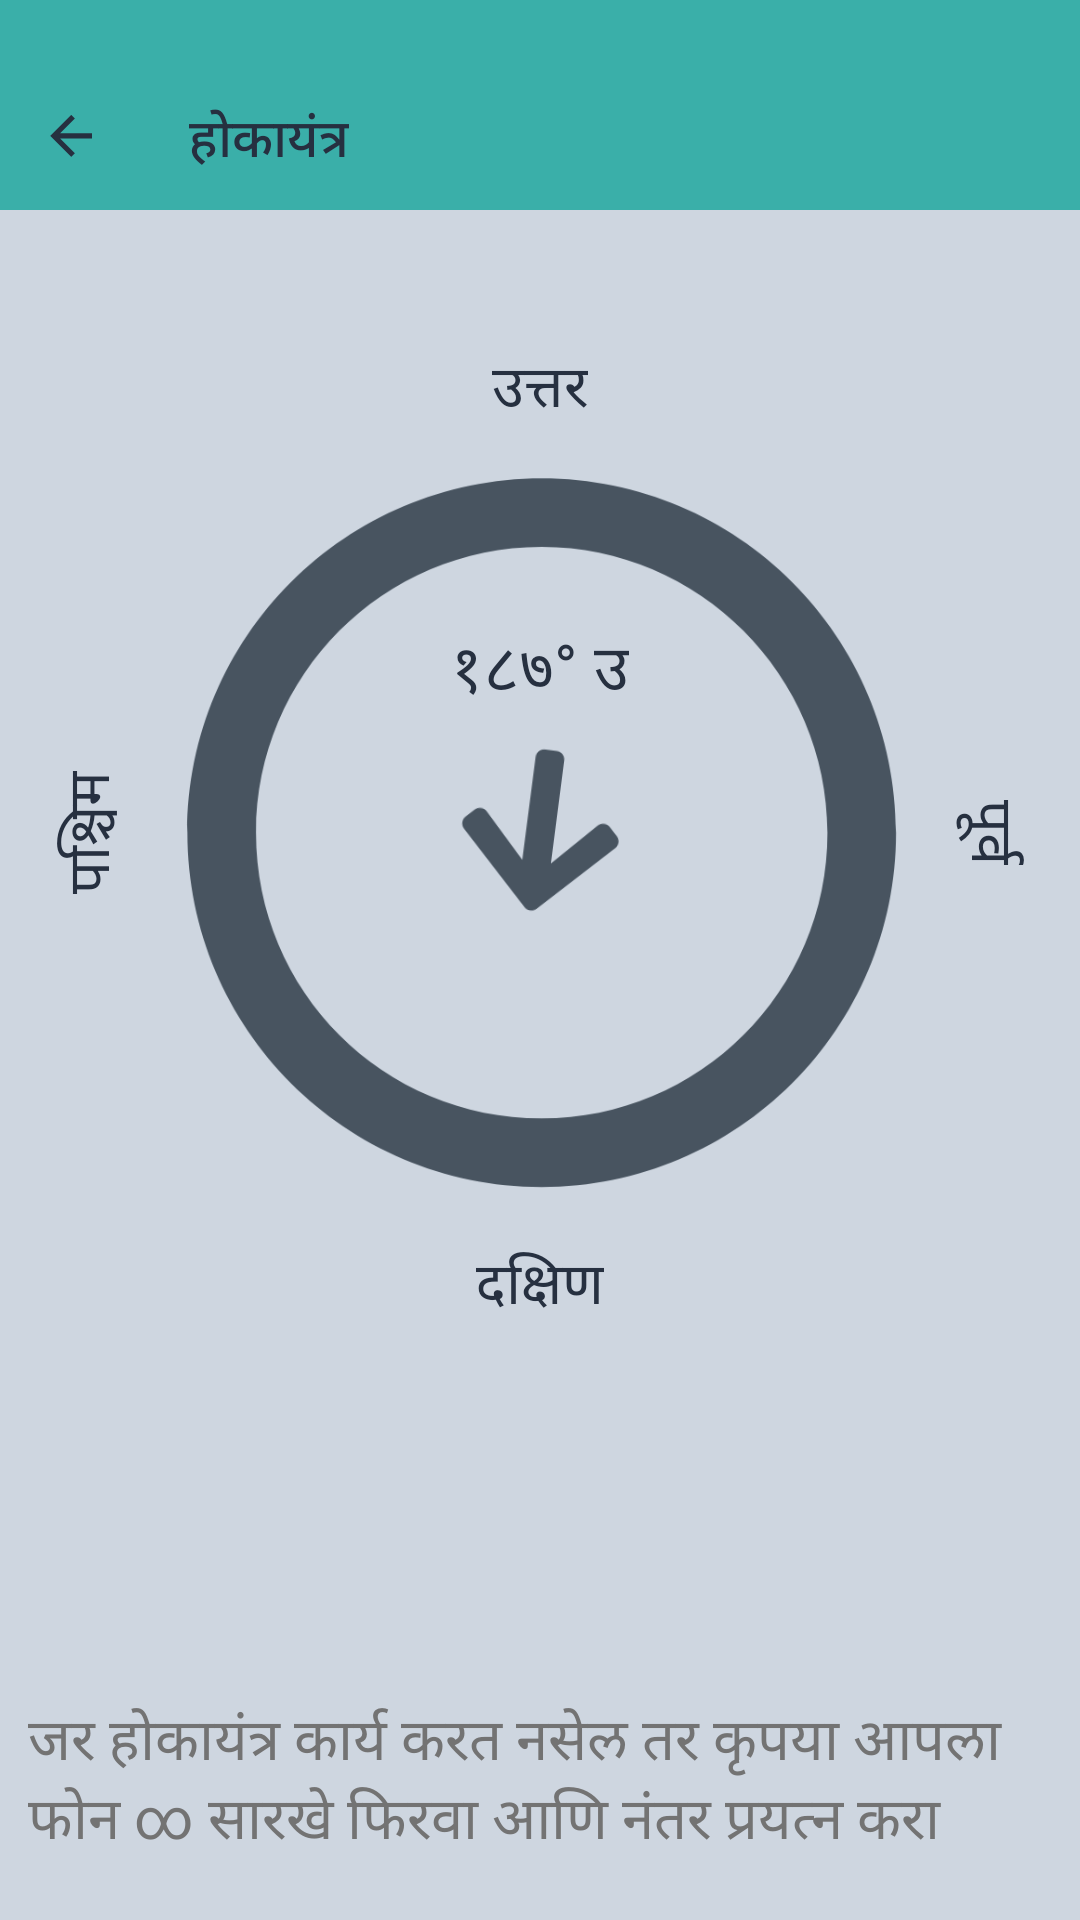 होकायंत्र
उत्तर
१८७° उ
पश्चिम
पूर्व
दक्षिण
जर होकायंत्र कार्य करत नसेल तर कृपया आपला
फोन ∞ सारखे फिरवा आणि नंतर प्रयत्न करा